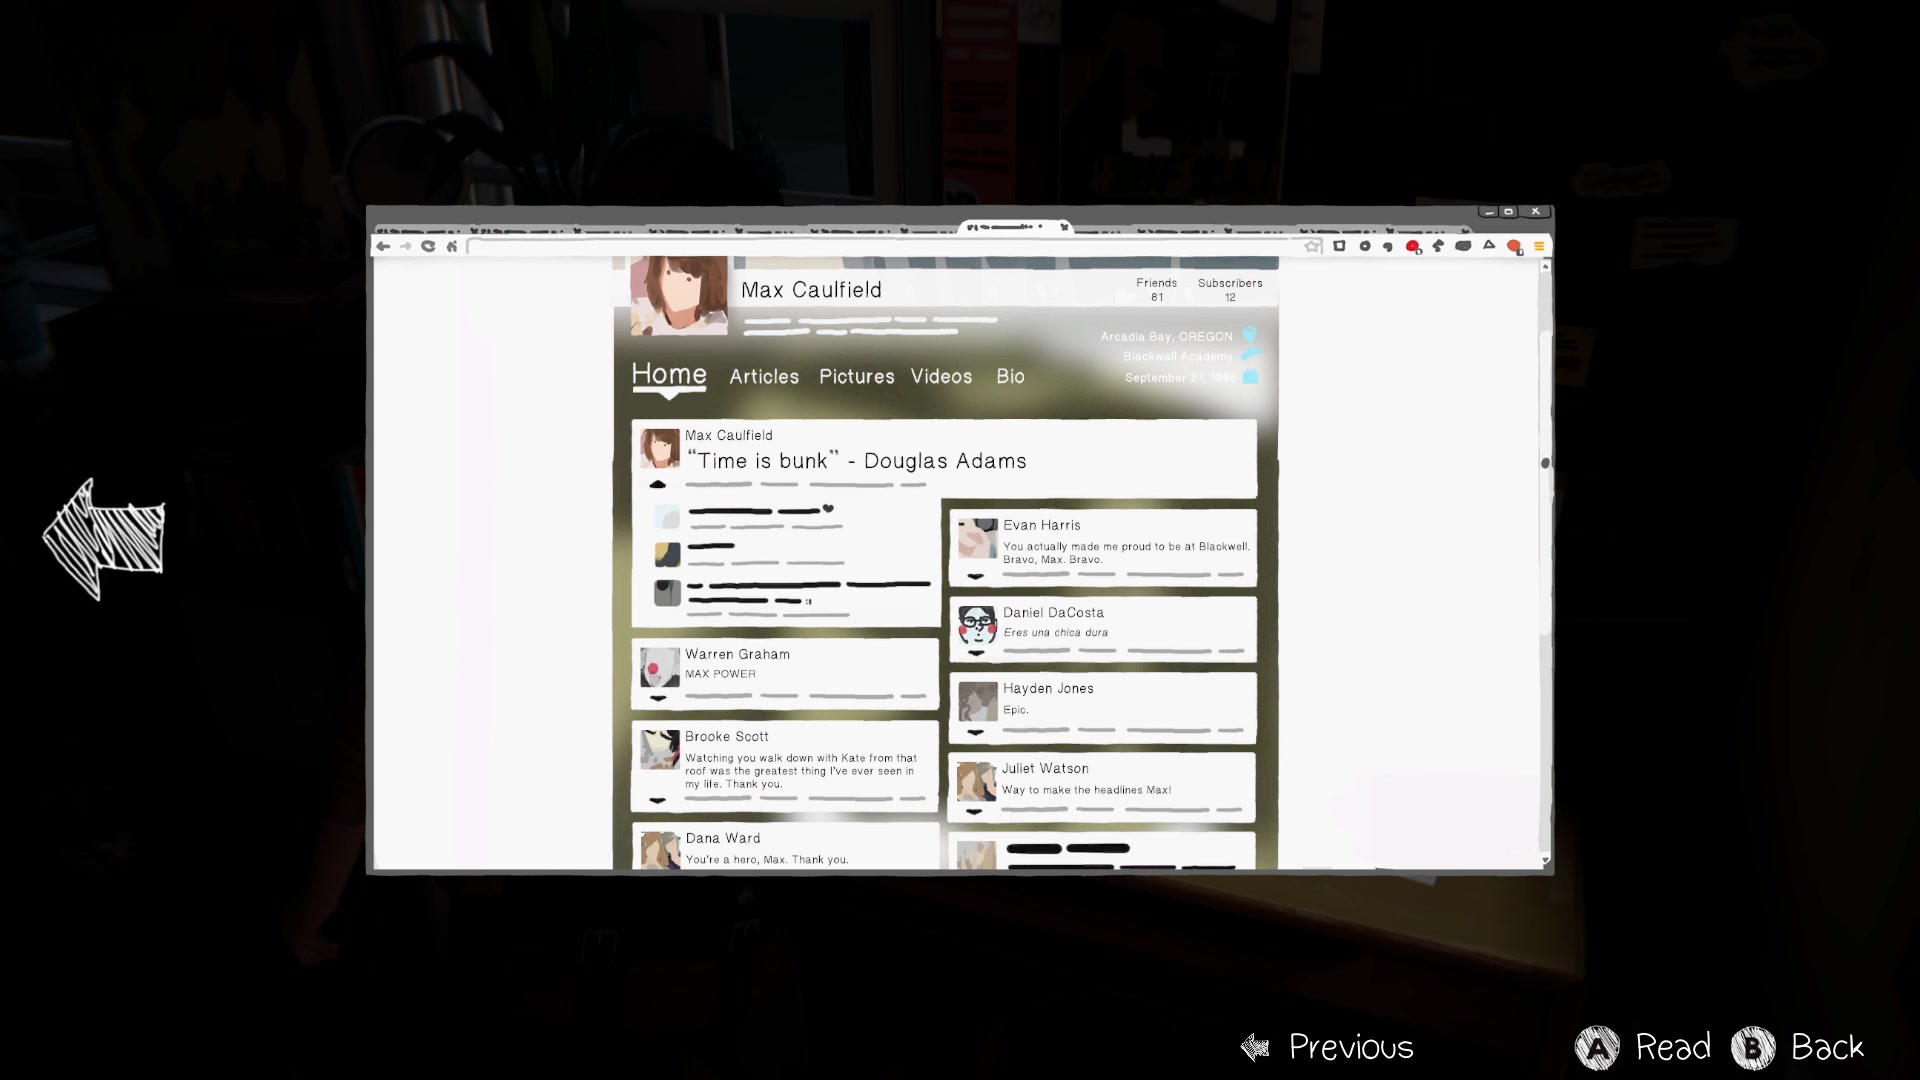 Max Caulfield
Friends
81
Subscribers
12
Arcadia Bay, OREGON
Blackwell Academy
September 21, 1995
Home Articles Pictures Videos Bio
Max Caulfield
“Time is bunk” - Douglas Adams
Evan Harris
You actually made me proud to be at Blackwell.
Bravo, Max. Bravo.
Daniel DaCosta
Eres una chica dura
Warren Graham
MAX POWER
Hayden Jones
Epic.
Brooke Scott
Watching you walk down with Kate from that
roof was the greatest thing I've ever seen in
my life. Thank you.
Juliet Watson
Way to make the headlines Max!
Dana Ward
You're a hero, Max. Thank you.
Previous
A Read
B Back